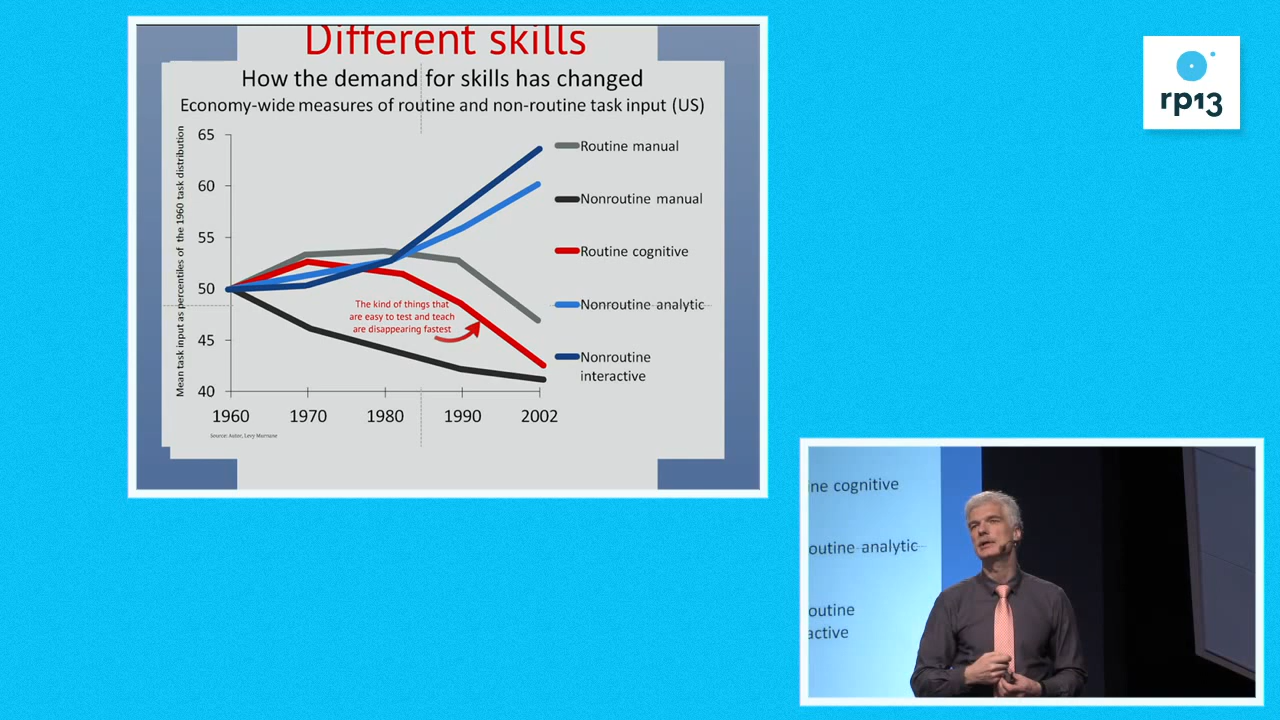 Different skills
How the demand for skills has changed
Economy-wide measures of routine and non-routine task input (US)
Mean task input as percentiles of the 1960 task distribution
65
60
55
50
45
40
1960
1970
1980
1990
2002
Routine manual
Nonroutine manual
Routine cognitive
Nonroutine analytic
Nonroutine
interactive
The kind of things that
are easy to test and teach
are disappearing fastest
Source: Autor, Levy Murnane
rp13
ine cognitive
outine analytic
outine
active